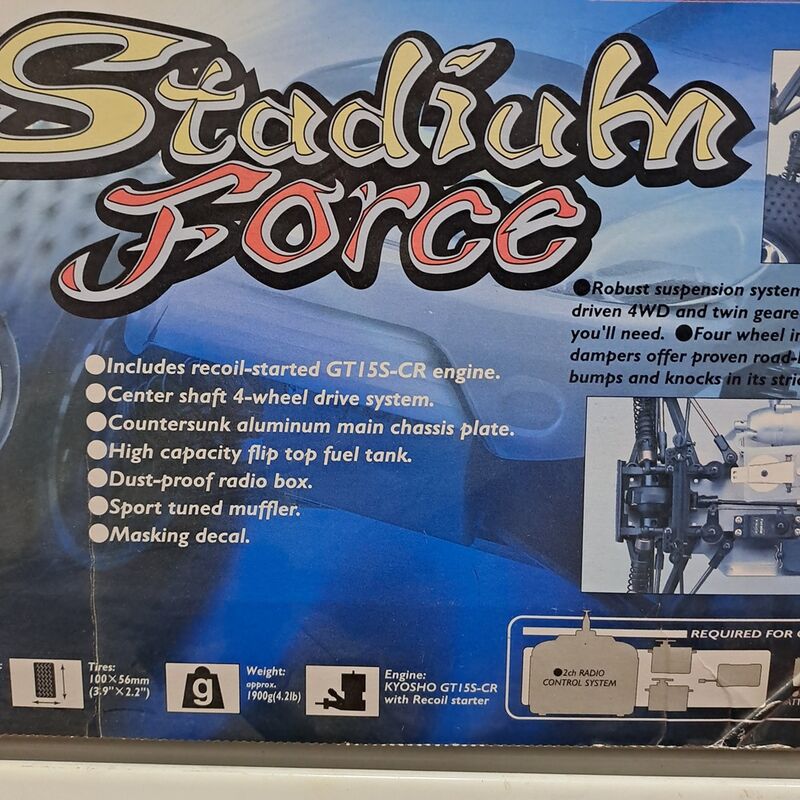 Stadium
Force
●Robust suspension system
driven 4WD and twin geare
you'll need. ●Four wheel in
dampers offer proven road-
bumps and knocks in its stri
●Includes recoil-started GT15S-CR engine.
●Center shaft 4-wheel drive system.
●Countersunk aluminum main chassis plate.
●High capacity flip top fuel tank.
●Dust-proof radio box.
●Sport tuned muffler.
●Masking decal.
Tires:
100×56mm
(3.9"×2.2")
g
Weight:
approx.
1900g(4.2lb)
Engine:
KYOSHO GT15S-CR
with Recoil starter
REQUIRED FOR
●2ch RADIO
CONTROL SYSTEM